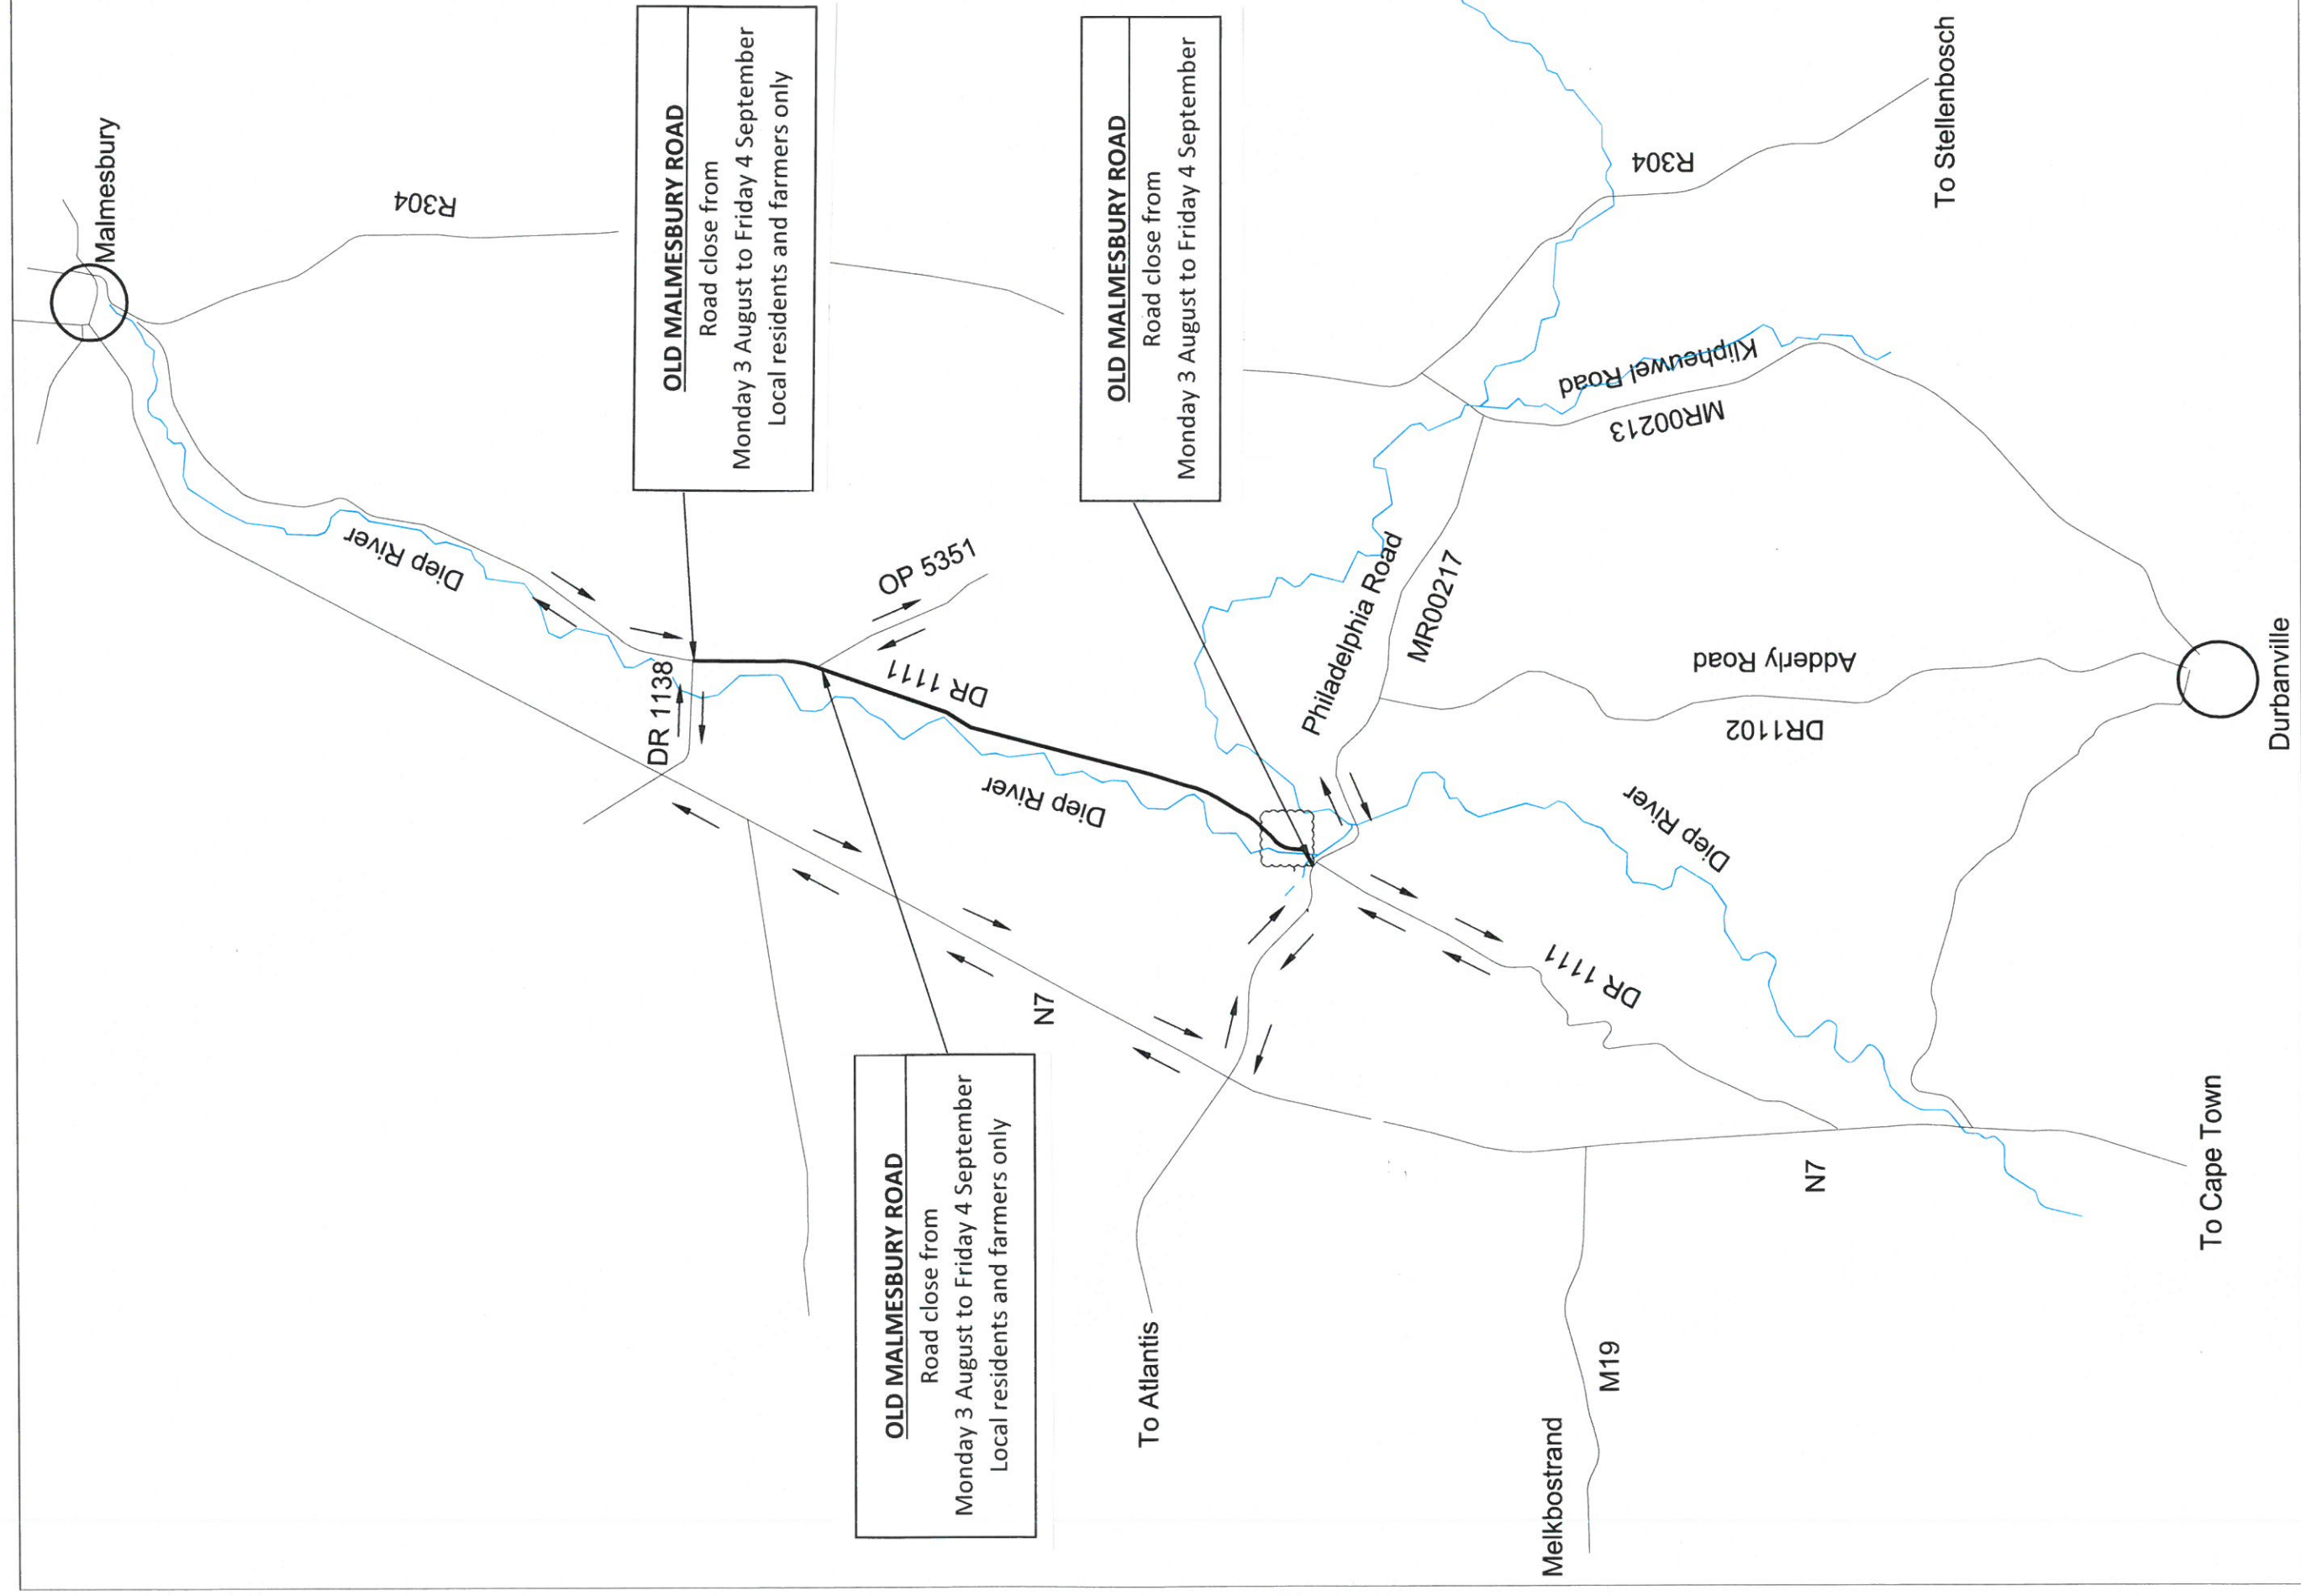 Malmesbury
R304
OLD MALMESBURY ROAD
Road close from
Monday 3 August to Friday 4 September
Local residents and farmers only
OLD MALMESBURY ROAD
Road close from
Monday 3 August to Friday 4 September
R304
To Stellenbosch
Klipheuwel Road
MR00213
Diep River
OP 5351
DR 1138
DR 1111
Philadelphia Road
MR00217
Adderly Road
DR1102
Durbanville
Diep River
Diep River
DR 1111
N7
OLD MALMESBURY ROAD
Road close from
Monday 3 August to Friday 4 September
Local residents and farmers only
To Atlantis
N7
To Cape Town
M19
Melkbostrand